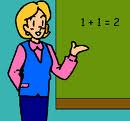 1 + 1 = 2